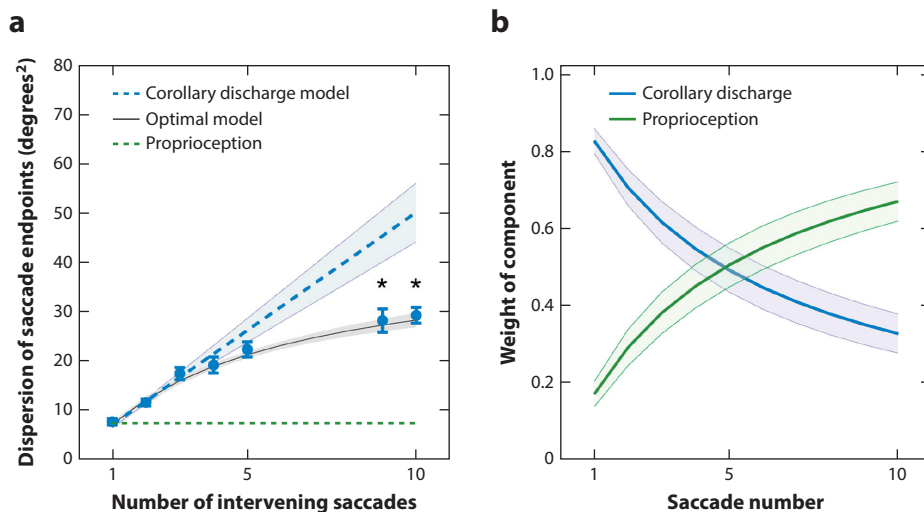 a
80
70
60
50
40
30
20
10
0
Dispersion of saccade endpoints (degrees²)
Corollary discharge model
Optimal model
Proprioception
* *
1 5 10
Number of intervening saccades
b
1.0
0.8
0.6
0.4
0.2
0
Weight of component
Corollary discharge
Proprioception
1 5 10
Saccade number